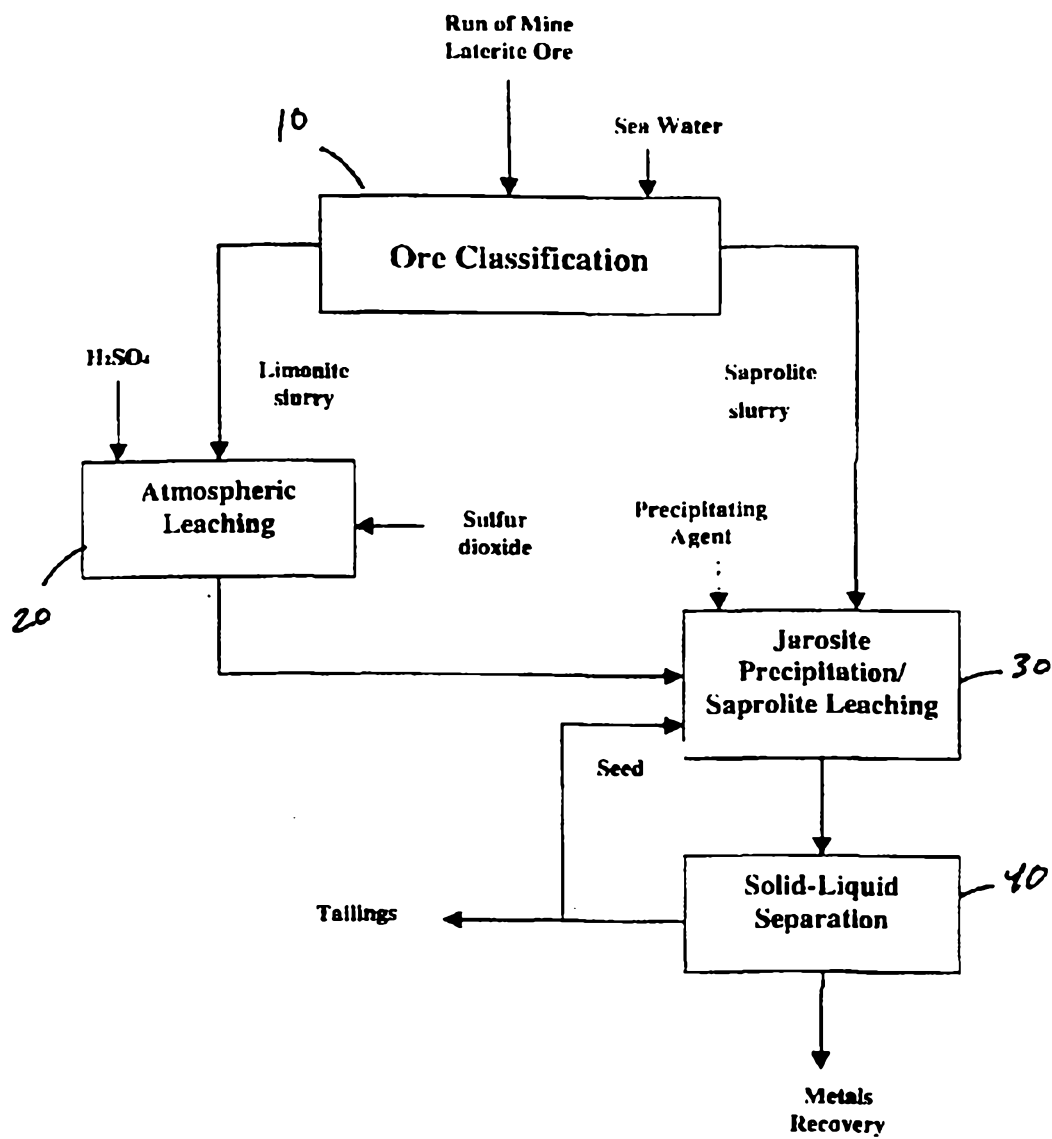 Run of Mine
Laterite Ore
10
Sea Water
Ore Classification
H₂SO₄
Limonite
slurry
Saprolite
slurry
Atmospheric
Leaching
Sulfur
dioxide
Precipitating
Agent
20
Jarosite
Precipitation/
Saprolite Leaching
30
Seed
Solid-Liquid
Separation
40
Tailings
Metals
Recovery